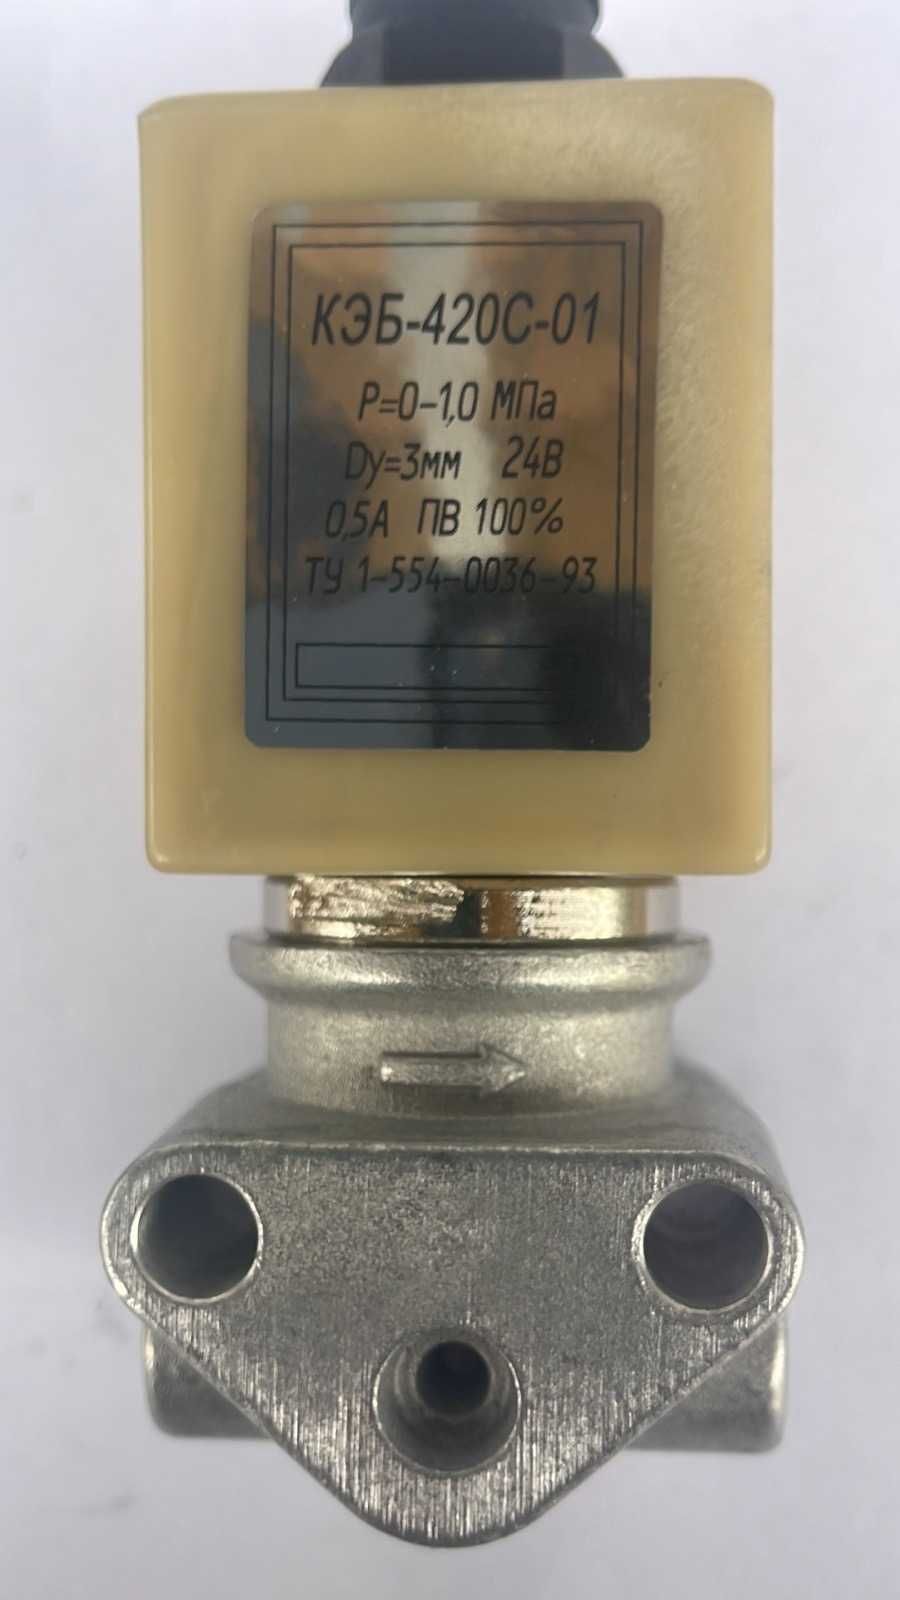 КЭБ-420С-01
Р=0-1,0 МПа
Dу=3мм 24В
0,5А ПВ 100%
ТУ 1-554-0036-93